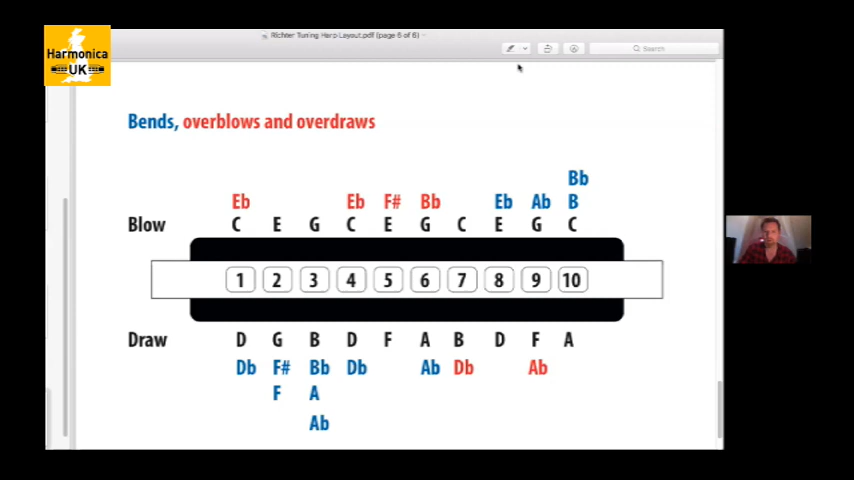 Harmonica
UK
Richter Tuning Harp Layout.pdf (page 6 of 6)
Search
Bends, overblows and overdraws
Bb
Eb Eb F# Bb Eb Ab B
Blow C E G C E G C E G C
1 2 3 4 5 6 7 8 9 10
Draw D G B D F A B D F A
Db F# Bb Db Ab Db Ab
F A
Ab